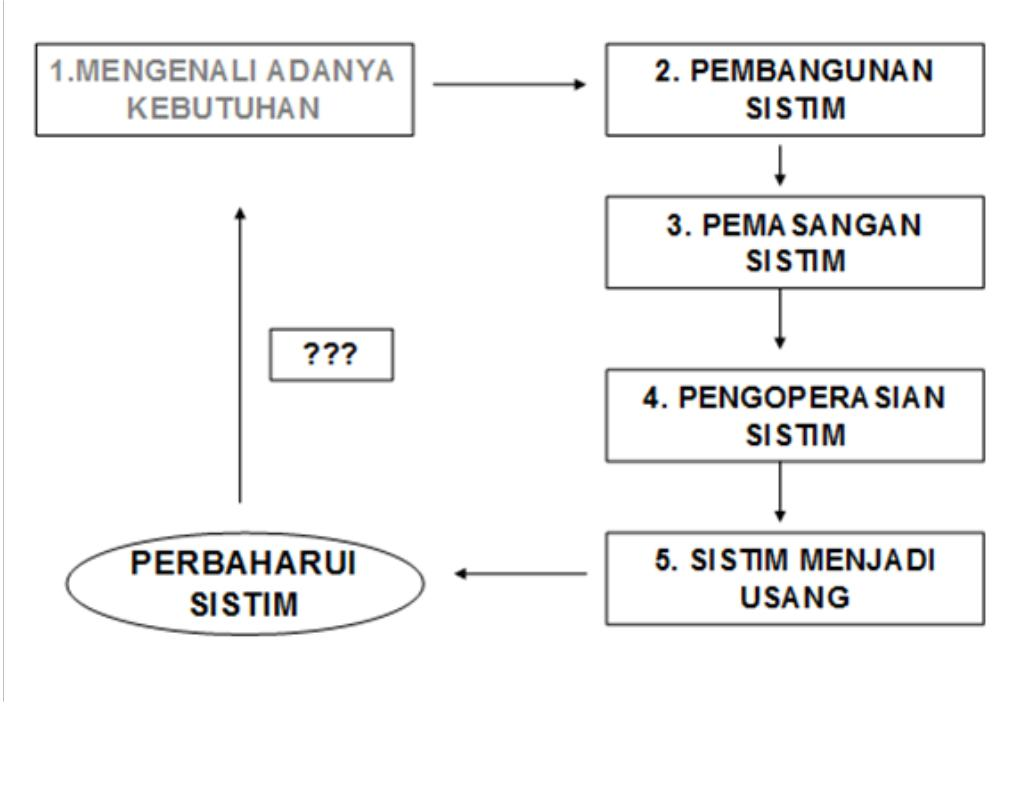 1.MENGENALI ADANYA
KEBUTUHAN
2. PEMBANGUNAN
SISTIM
3. PEMASANGAN
SISTIM
???
4. PENGOPERASIAN
SISTIM
5. SISTIM MENJADI
USANG
PERBAHARUI
SISTIM